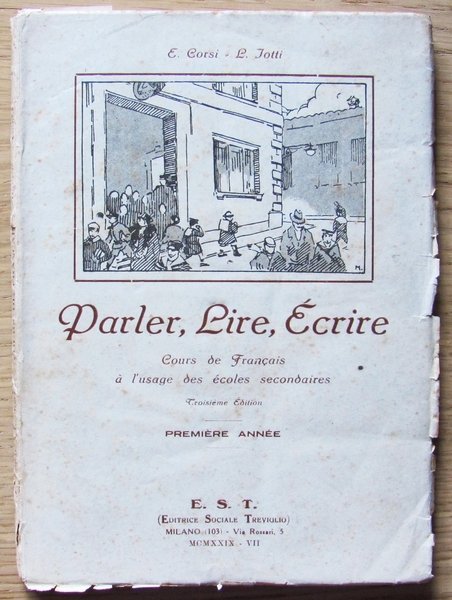 E. Corsi - L. Jotti
M.
Parler, Lire, Écrire
Cours de Français
à l'usage des écoles secondaires
Troisième Édition
PREMIÈRE ANNÉE
E. S. T.
(EDITRICE SOCIALE TREVIGLIO)
MILANO (103) - Via Rossari, 5
MCMXXIX - VII